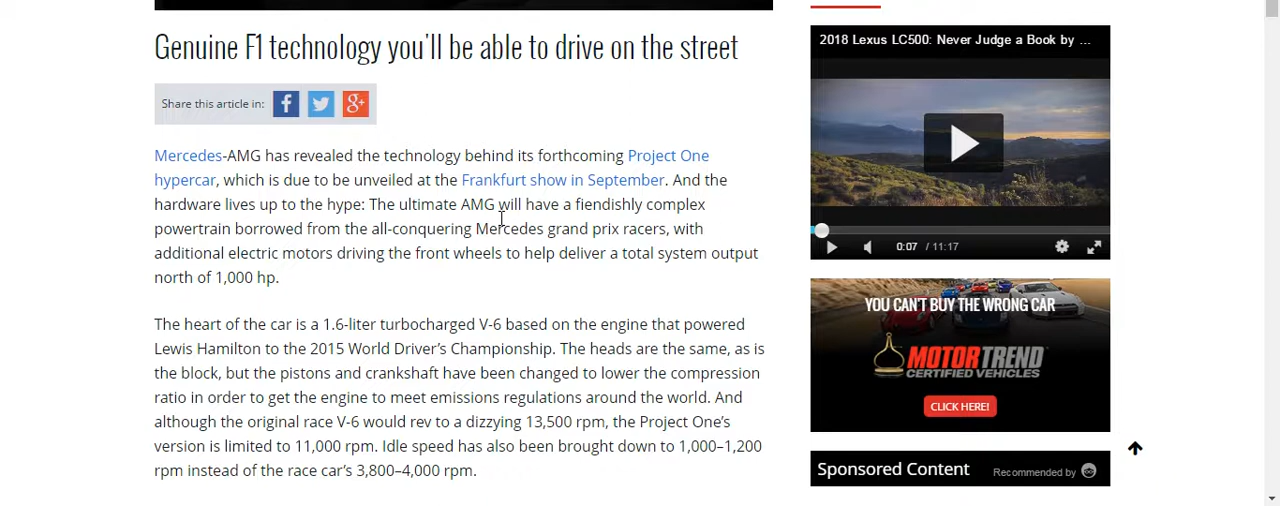 Genuine F1 technology you'll be able to drive on the street
Share this article in:
Mercedes-AMG has revealed the technology behind its forthcoming Project One
hypercar, which is due to be unveiled at the Frankfurt show in September. And the
hardware lives up to the hype: The ultimate AMG will have a fiendishly complex
powertrain borrowed from the all-conquering Mercedes grand prix racers, with
additional electric motors driving the front wheels to help deliver a total system output
north of 1,000 hp.
The heart of the car is a 1.6-liter turbocharged V-6 based on the engine that powered
Lewis Hamilton to the 2015 World Driver’s Championship. The heads are the same, as is
the block, but the pistons and crankshaft have been changed to lower the compression
ratio in order to get the engine to meet emissions regulations around the world. And
although the original race V-6 would rev to a dizzying 13,500 rpm, the Project One’s
version is limited to 11,000 rpm. Idle speed has also been brought down to 1,000–1,200
rpm instead of the race car’s 3,800–4,000 rpm.
2018 Lexus LC500: Never Judge a Book by ...
0:07 / 11:17
YOU CAN'T BUY THE WRONG CAR
MOTORTREND
CERTIFIED VEHICLES
CLICK HERE!
Sponsored Content
Recommended by